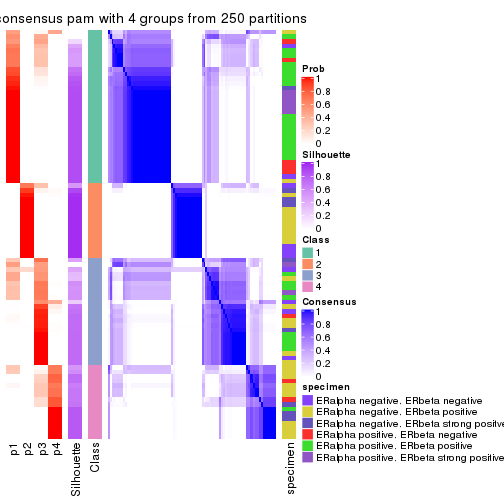 consensus pam with 4 groups from 250 partitions
Prob
1
0.8
0.6
0.4
0.2
0
Silhouette
1
0.8
0.6
0.4
0.2
0
Class
1
2
3
4
Consensus
1
0.8
0.6
0.4
0.2
0
specimen
ERalpha negative. ERbeta negative
ERalpha negative. ERbeta positive
ERalpha negative. ERbeta strong positive
ERalpha positive. ERbeta negative
ERalpha positive. ERbeta positive
ERalpha positive. ERbeta strong positive
p1
p2
p3
p4
Silhouette
Class
specimen